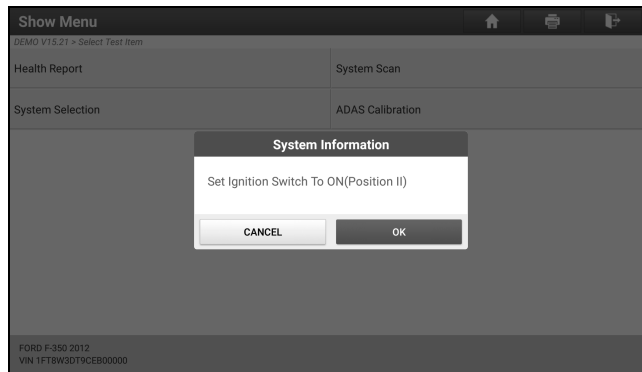 Show Menu
DEMO V15.21 > Select Test Item
Health Report
System Scan
System Selection
ADAS Calibration
System Information
Set Ignition Switch To ON(Position II)
CANCEL
OK
FORD F-350 2012
VIN 1FT8W3DT9CEB00000